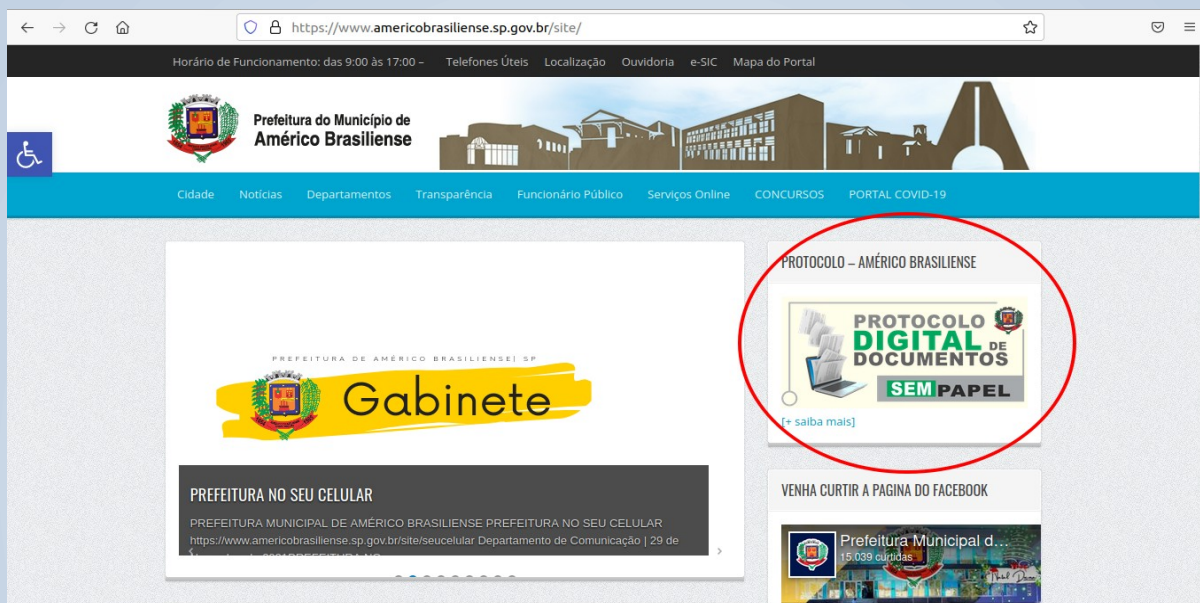 https://www.americobrasiliense.sp.gov.br/site/
Horário de Funcionamento: das 9:00 às 17:00 – Telefones Úteis Localização Ouvidoria e-SIC Mapa do Portal
Prefeitura do Município de
Américo Brasiliense
Cidade Notícias Departamentos Transparência Funcionário Público Serviços Online CONCURSOS PORTAL COVID-19
PREFEITURA DE AMÉRICO BRASILIENSE| SP
Gabinete
PREFEITURA NO SEU CELULAR
PREFEITURA MUNICIPAL DE AMÉRICO BRASILIENSE PREFEITURA NO SEU CELULAR
https://www.americobrasiliense.sp.gov.br/site/seucelular Departamento de Comunicação | 29 de
PROTOCOLO – AMÉRICO BRASILIENSE
PROTOCOLO
DIGITAL DE
DOCUMENTOS
SEM PAPEL
[+ saiba mais]
VENHA CURTIR A PAGINA DO FACEBOOK
Prefeitura Municipal d...
15.039 curtidas